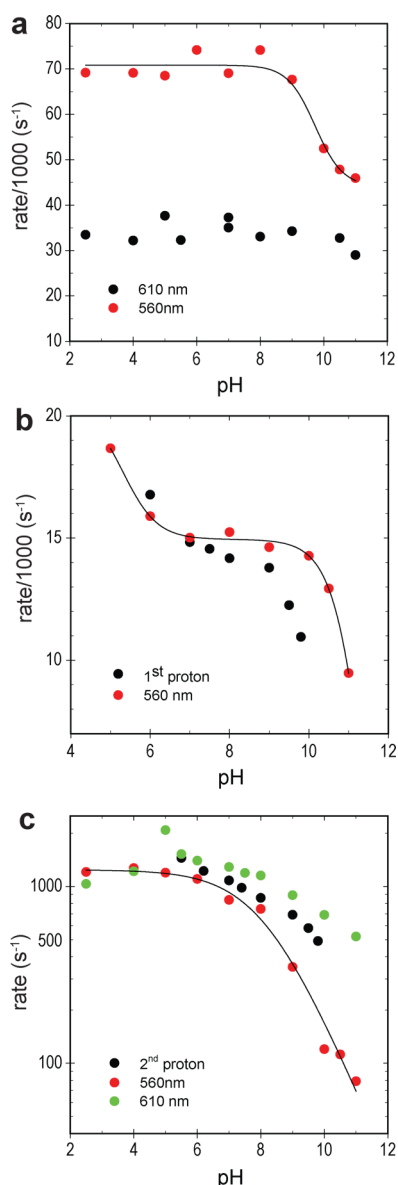 a
80
70
60
50
40
30
20
10
rate/1000 (s⁻¹)
610 nm
560nm
2 4 6 8 10 12
pH
b
20
15
10
rate/1000 (s⁻¹)
1st proton
560 nm
4 6 8 10 12
pH
c
1000
500
100
rate (s⁻¹)
2nd proton
560nm
610 nm
2 4 6 8 10 12
pH